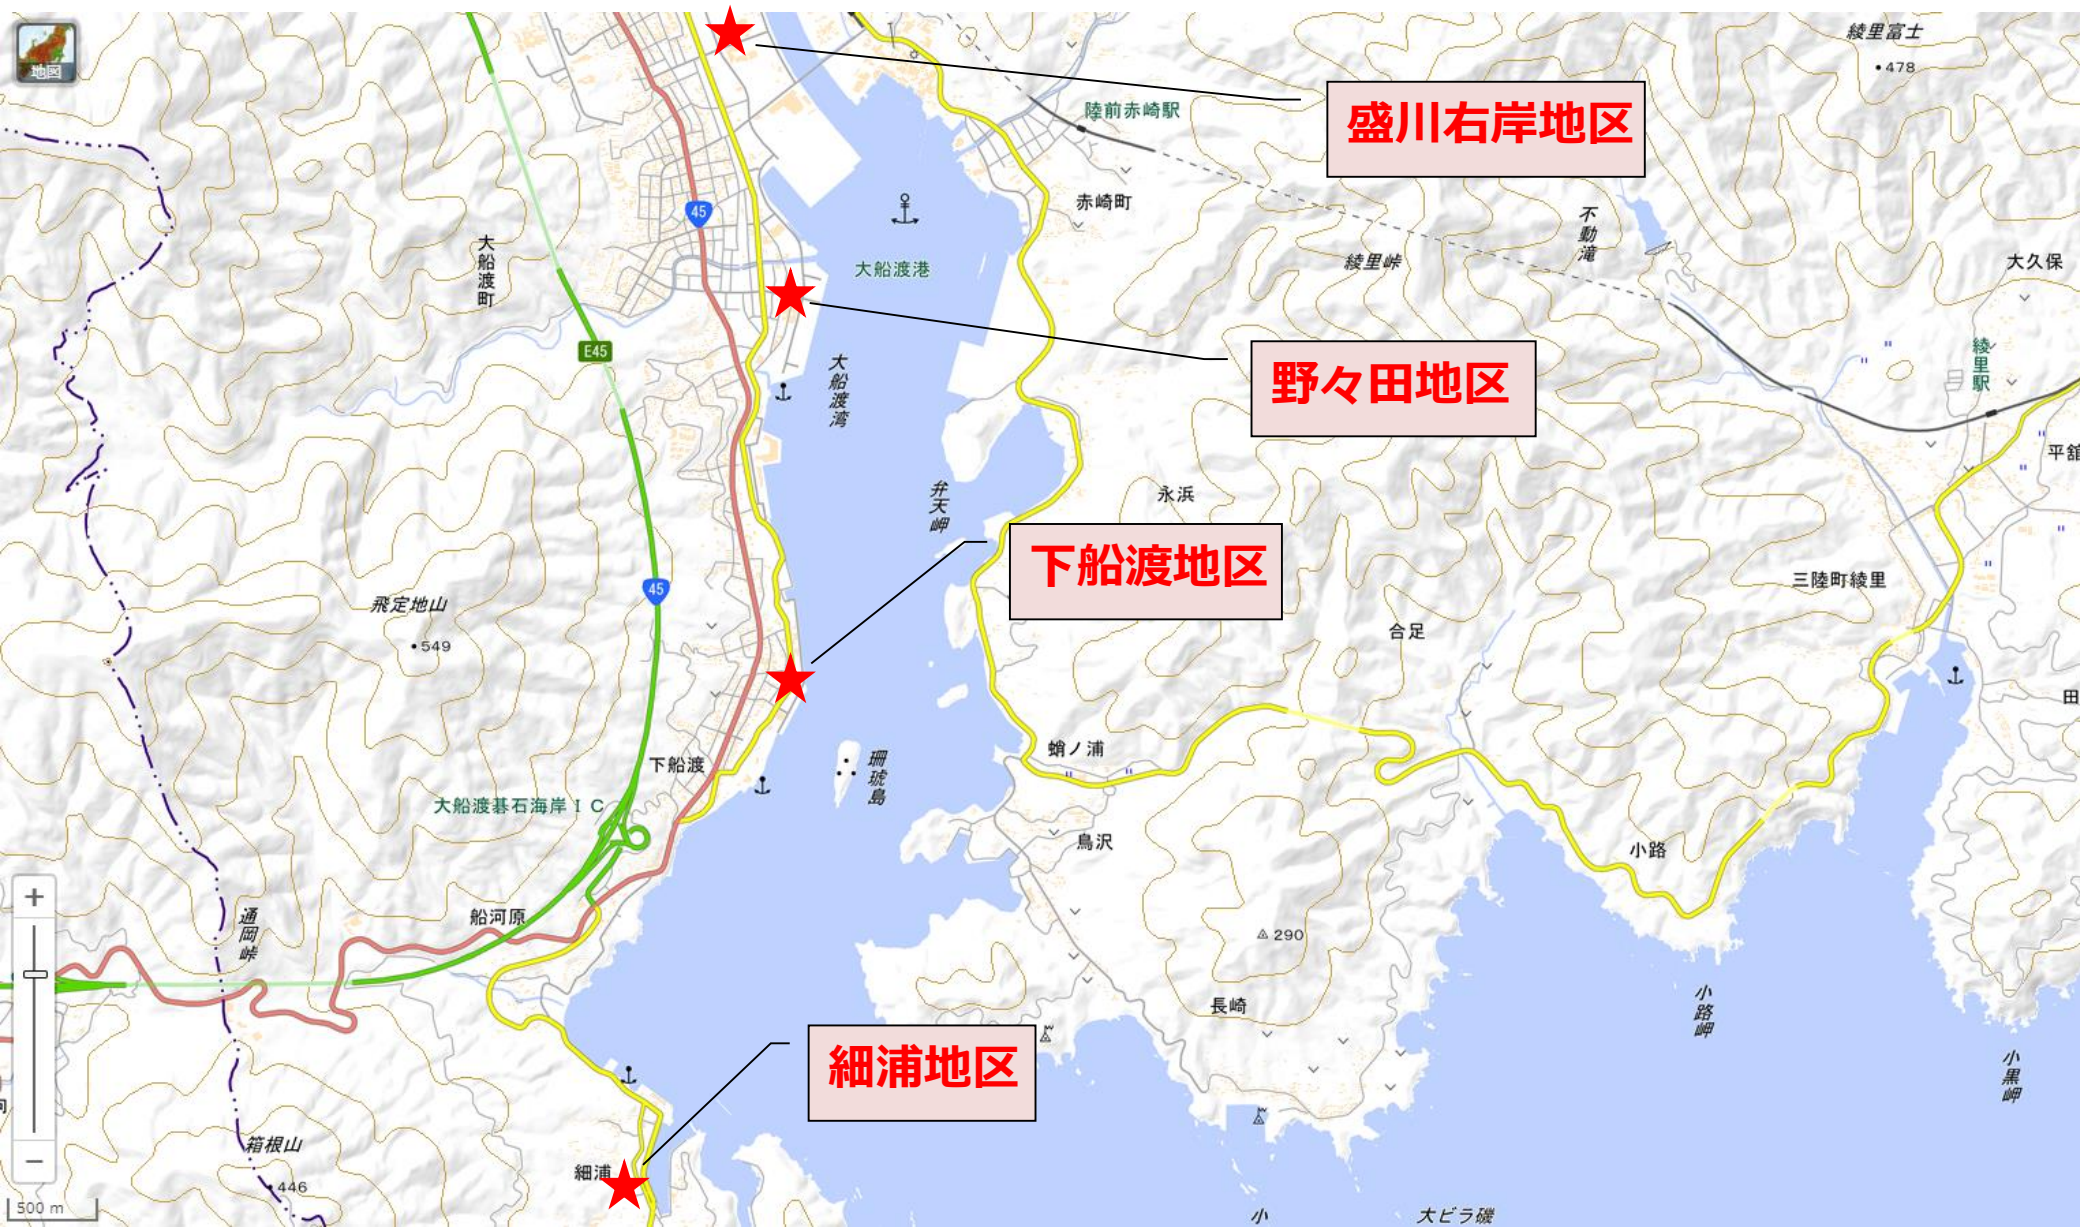 地図
綾里富士
478
盛川右岸地区
陸前赤崎駅
赤崎町
45
大船渡町
不動滝
綾里峠
大久保
大船渡港
野々田地区
E45
大船渡湾
綾里駅
平舘
弁天岬
永浜
下船渡地区
三陸町綾里
45
飛定地山
549
合足
田
蛸ノ浦
下船渡
珊琥島
大船渡碁石海岸IC
鳥沢
小路
船河原
通岡峠
290
長崎
小路岬
細浦地区
小黒岬
箱根山
446
細浦
500 m
小
大ビラ磯